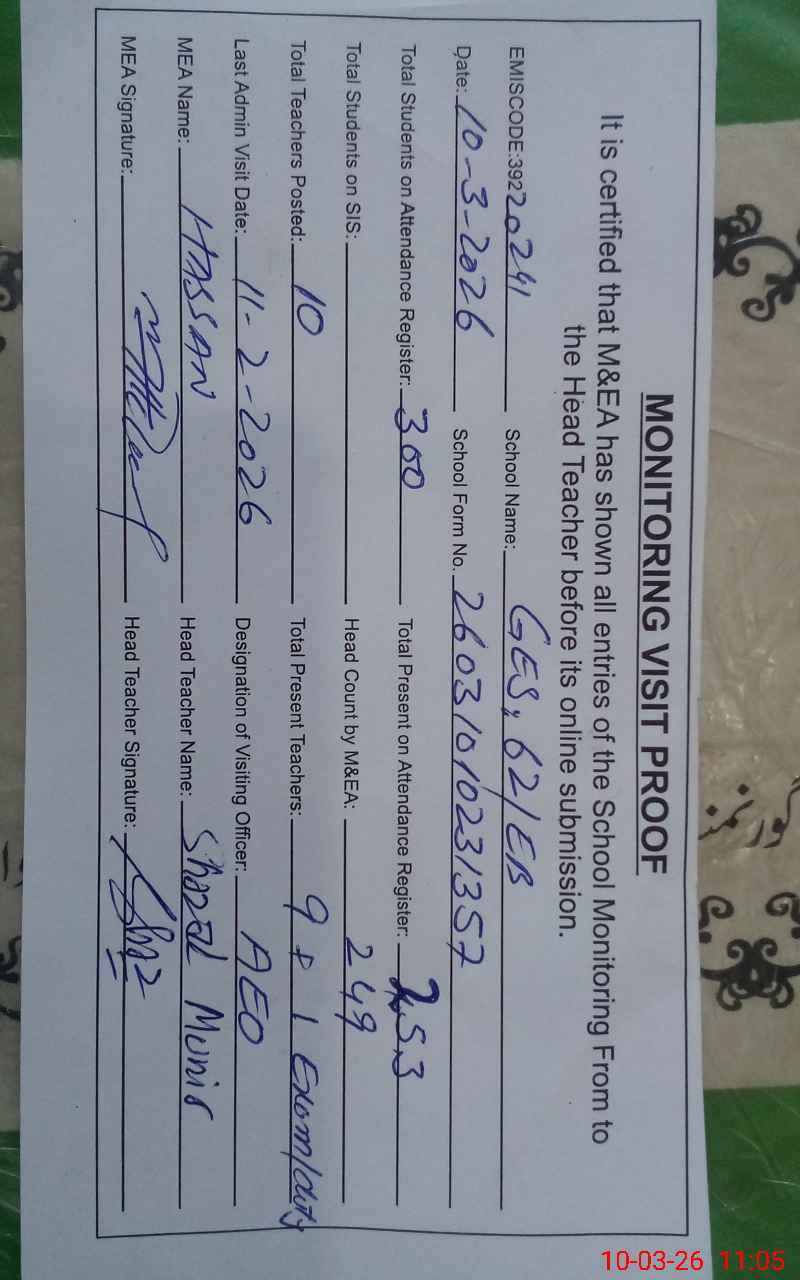 MONITORING VISIT PROOF
It is certified that M&EA has shown all entries of the School Monitoring From to
the Head Teacher before its online submission.
EMISCODE:39220241 School Name: GES, 62/EB
Date: 10-3-2026 School Form No. 26031010231357
Total Students on Attendance Register: 300 Total Present on Attendance Register: 253
Total Students on SIS: Head Count by M&EA: 249
Total Teachers Posted: 10 Total Present Teachers: 9 + 1 Exam/duty
Last Admin Visit Date: 11-2-2026 Designation of Visiting Officer: AEO
MEA Name: HASSAN Head Teacher Name: Munir
MEA Signature: Head Teacher Signature:
10-03-26 11:05